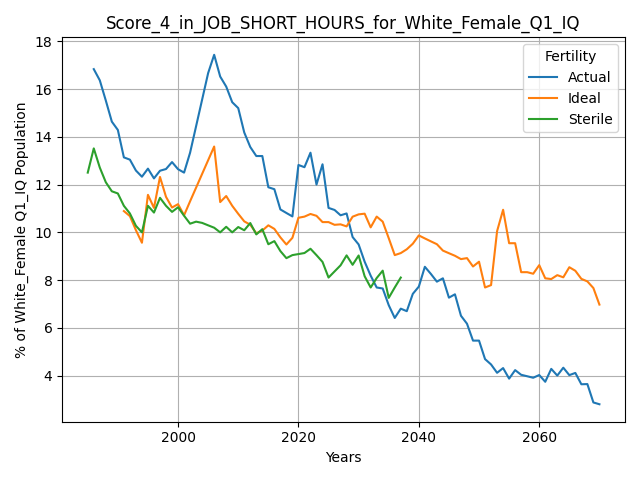 Score_4_in_JOB_SHORT_HOURS_for_White_Female_Q1_IQ
% of White_Female Q1_IQ Population
18
16
14
12
10
8
6
4
Fertility
Actual
Ideal
Sterile
2000 2020 2040 2060
Years